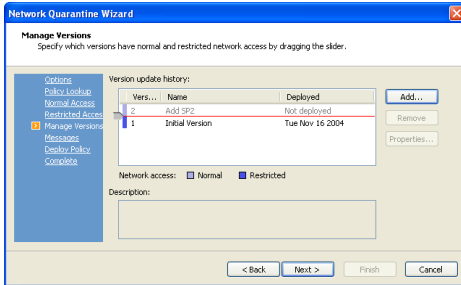 Network Quarantine Wizard
Manage Versions
Specify which versions have normal and restricted network access by dragging the slider.
Options
Policy Lookup
Normal Access
Restricted Acces
Manage Versions
Messages
Deploy Policy
Complete
Version update history:
Vers... Name Deployed
2 Add SP2 Not deployed
1 Initial Version Tue Nov 16 2004
Add...
Remove
Properties...
Network access: Normal Restricted
Description:
< Back Next > Finish Cancel